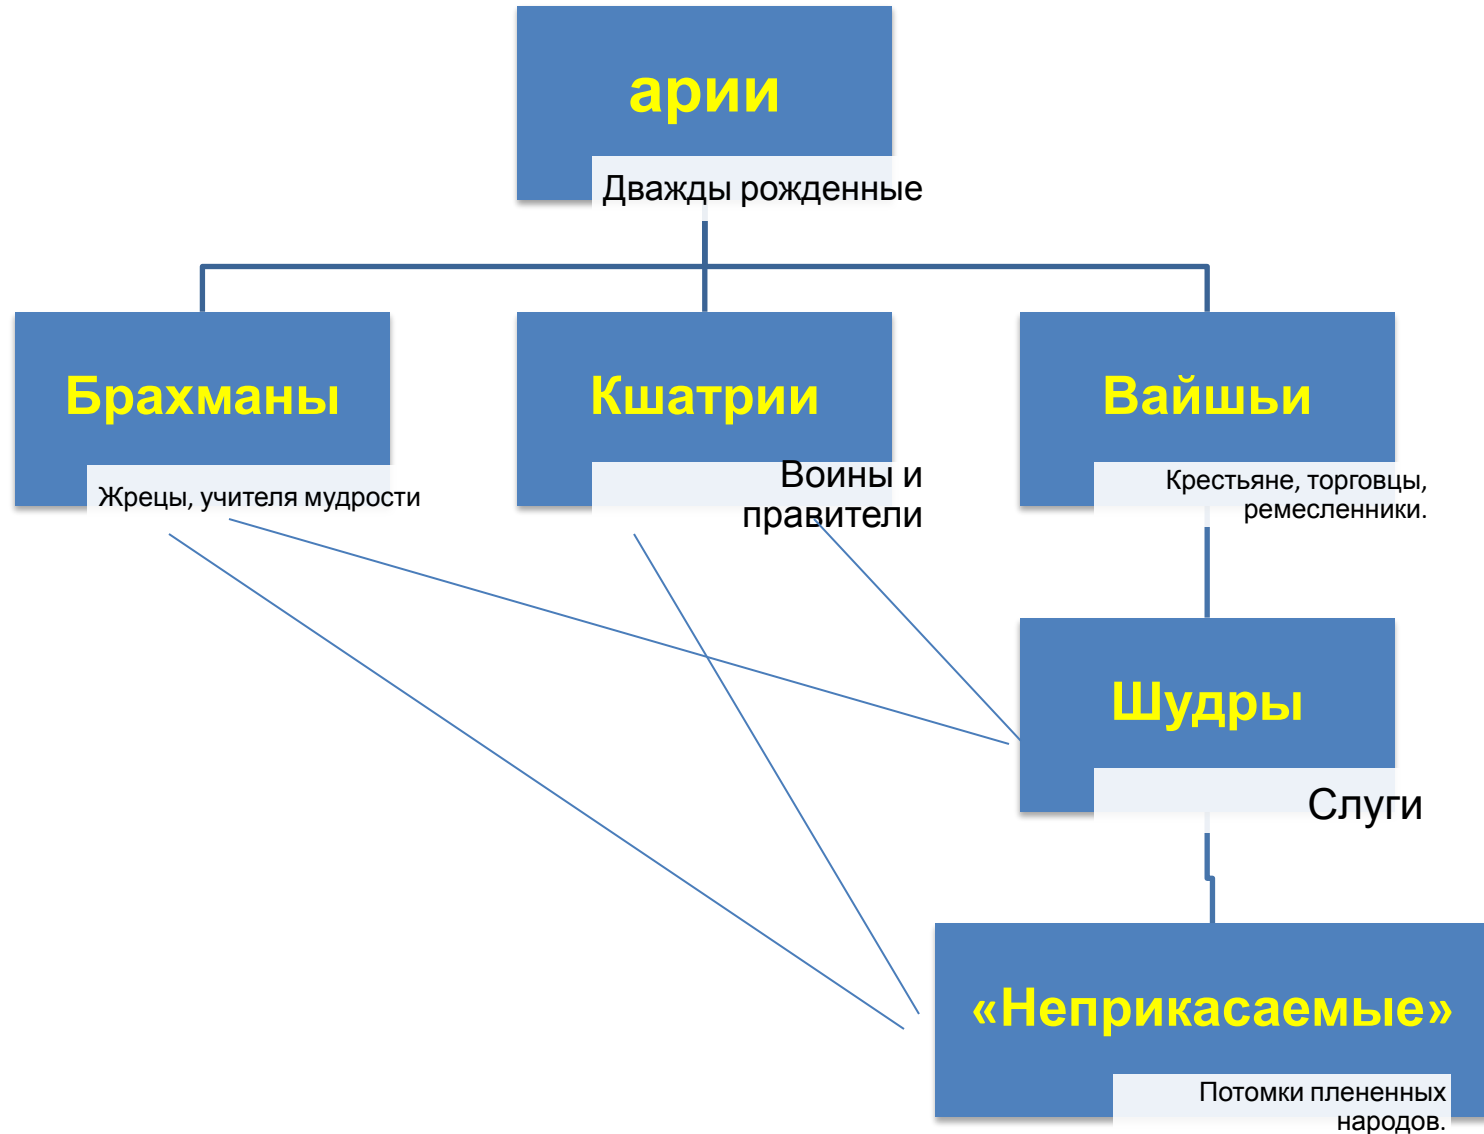 арии
Дважды рожденные
Брахманы
Жрецы, учителя мудрости
Кшатрии
Воины и
правители
Вайшьи
Крестьяне, торговцы,
ремесленники.
Шудры
Слуги
«Неприкасаемые»
Потомки плененных
народов.